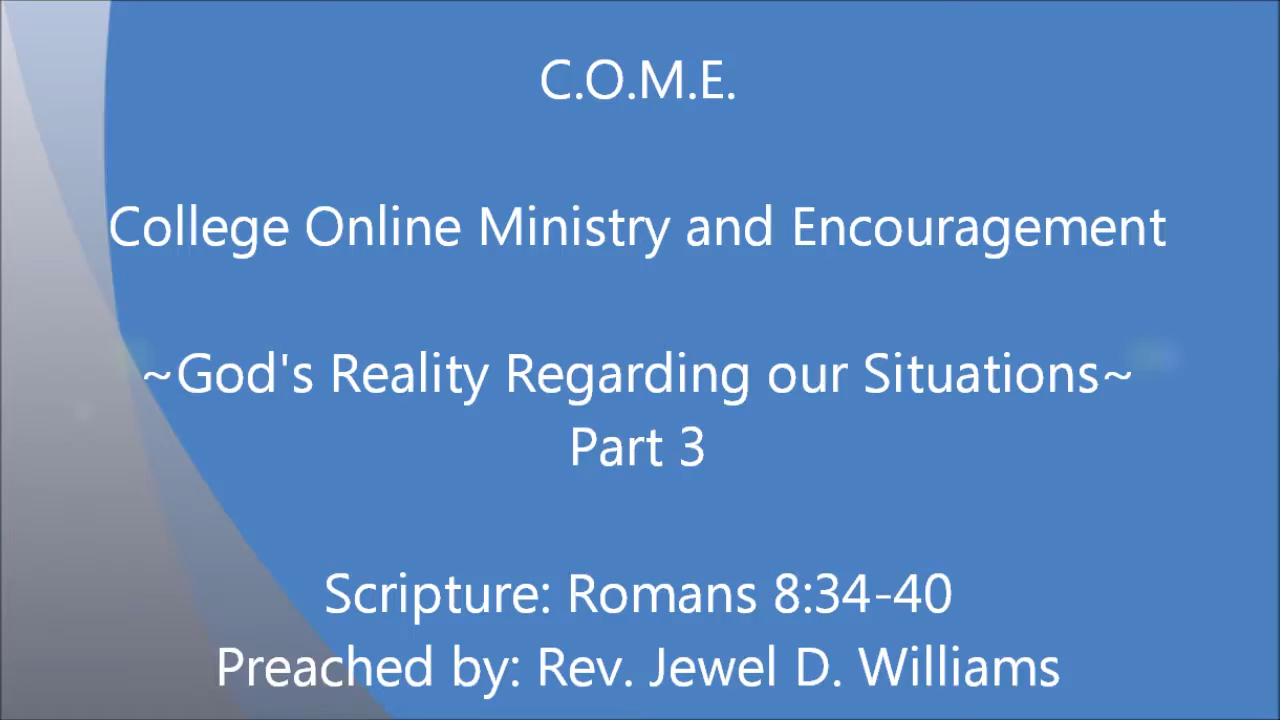 C.O.M.E.
College Online Ministry and Encouragement
~God's Reality Regarding our Situations~
Part 3
Scripture: Romans 8:34-40
Preached by: Rev. Jewel D. Williams